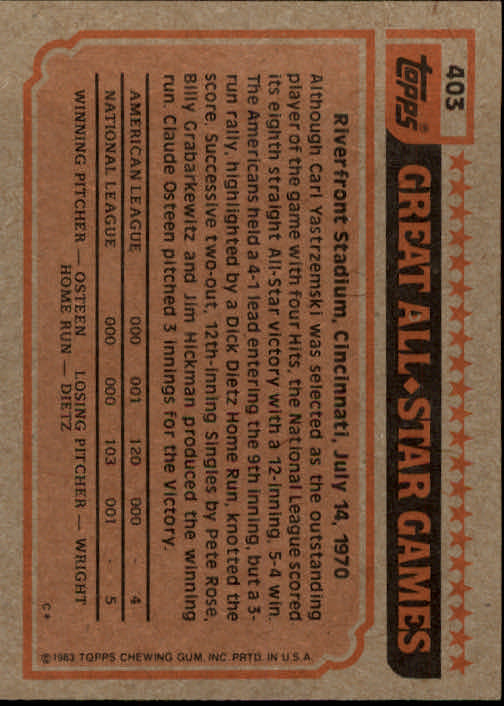 403
topps®
GREAT ALL★STAR GAMES
Riverfront Stadium, Cincinnati, July 14, 1970
Although Carl Yastrzemski was selected as the outstanding
player of the game with four Hits, the National League scored
its eighth straight All-Star victory with a 12-inning, 5-4 win.
The Americans held a 4-1 lead entering the 9th inning, but a 3-
run rally, highlighted by a Dick Dietz Home Run, knotted the
score. Successive two-out, 12th-inning Singles by Pete Rose,
Billy Grabarkewitz and Jim Hickman produced the winning
run. Claude Osteen pitched 3 innings for the Victory.
AMERICAN LEAGUE 000 001 120 000 - 4
NATIONAL LEAGUE 000 000 103 001 - 5
WINNING PITCHER — OSTEEN LOSING PITCHER — WRIGHT
HOME RUN — DIETZ
C*
©1983 TOPPS CHEWING GUM, INC. PRTD. IN U.S.A.